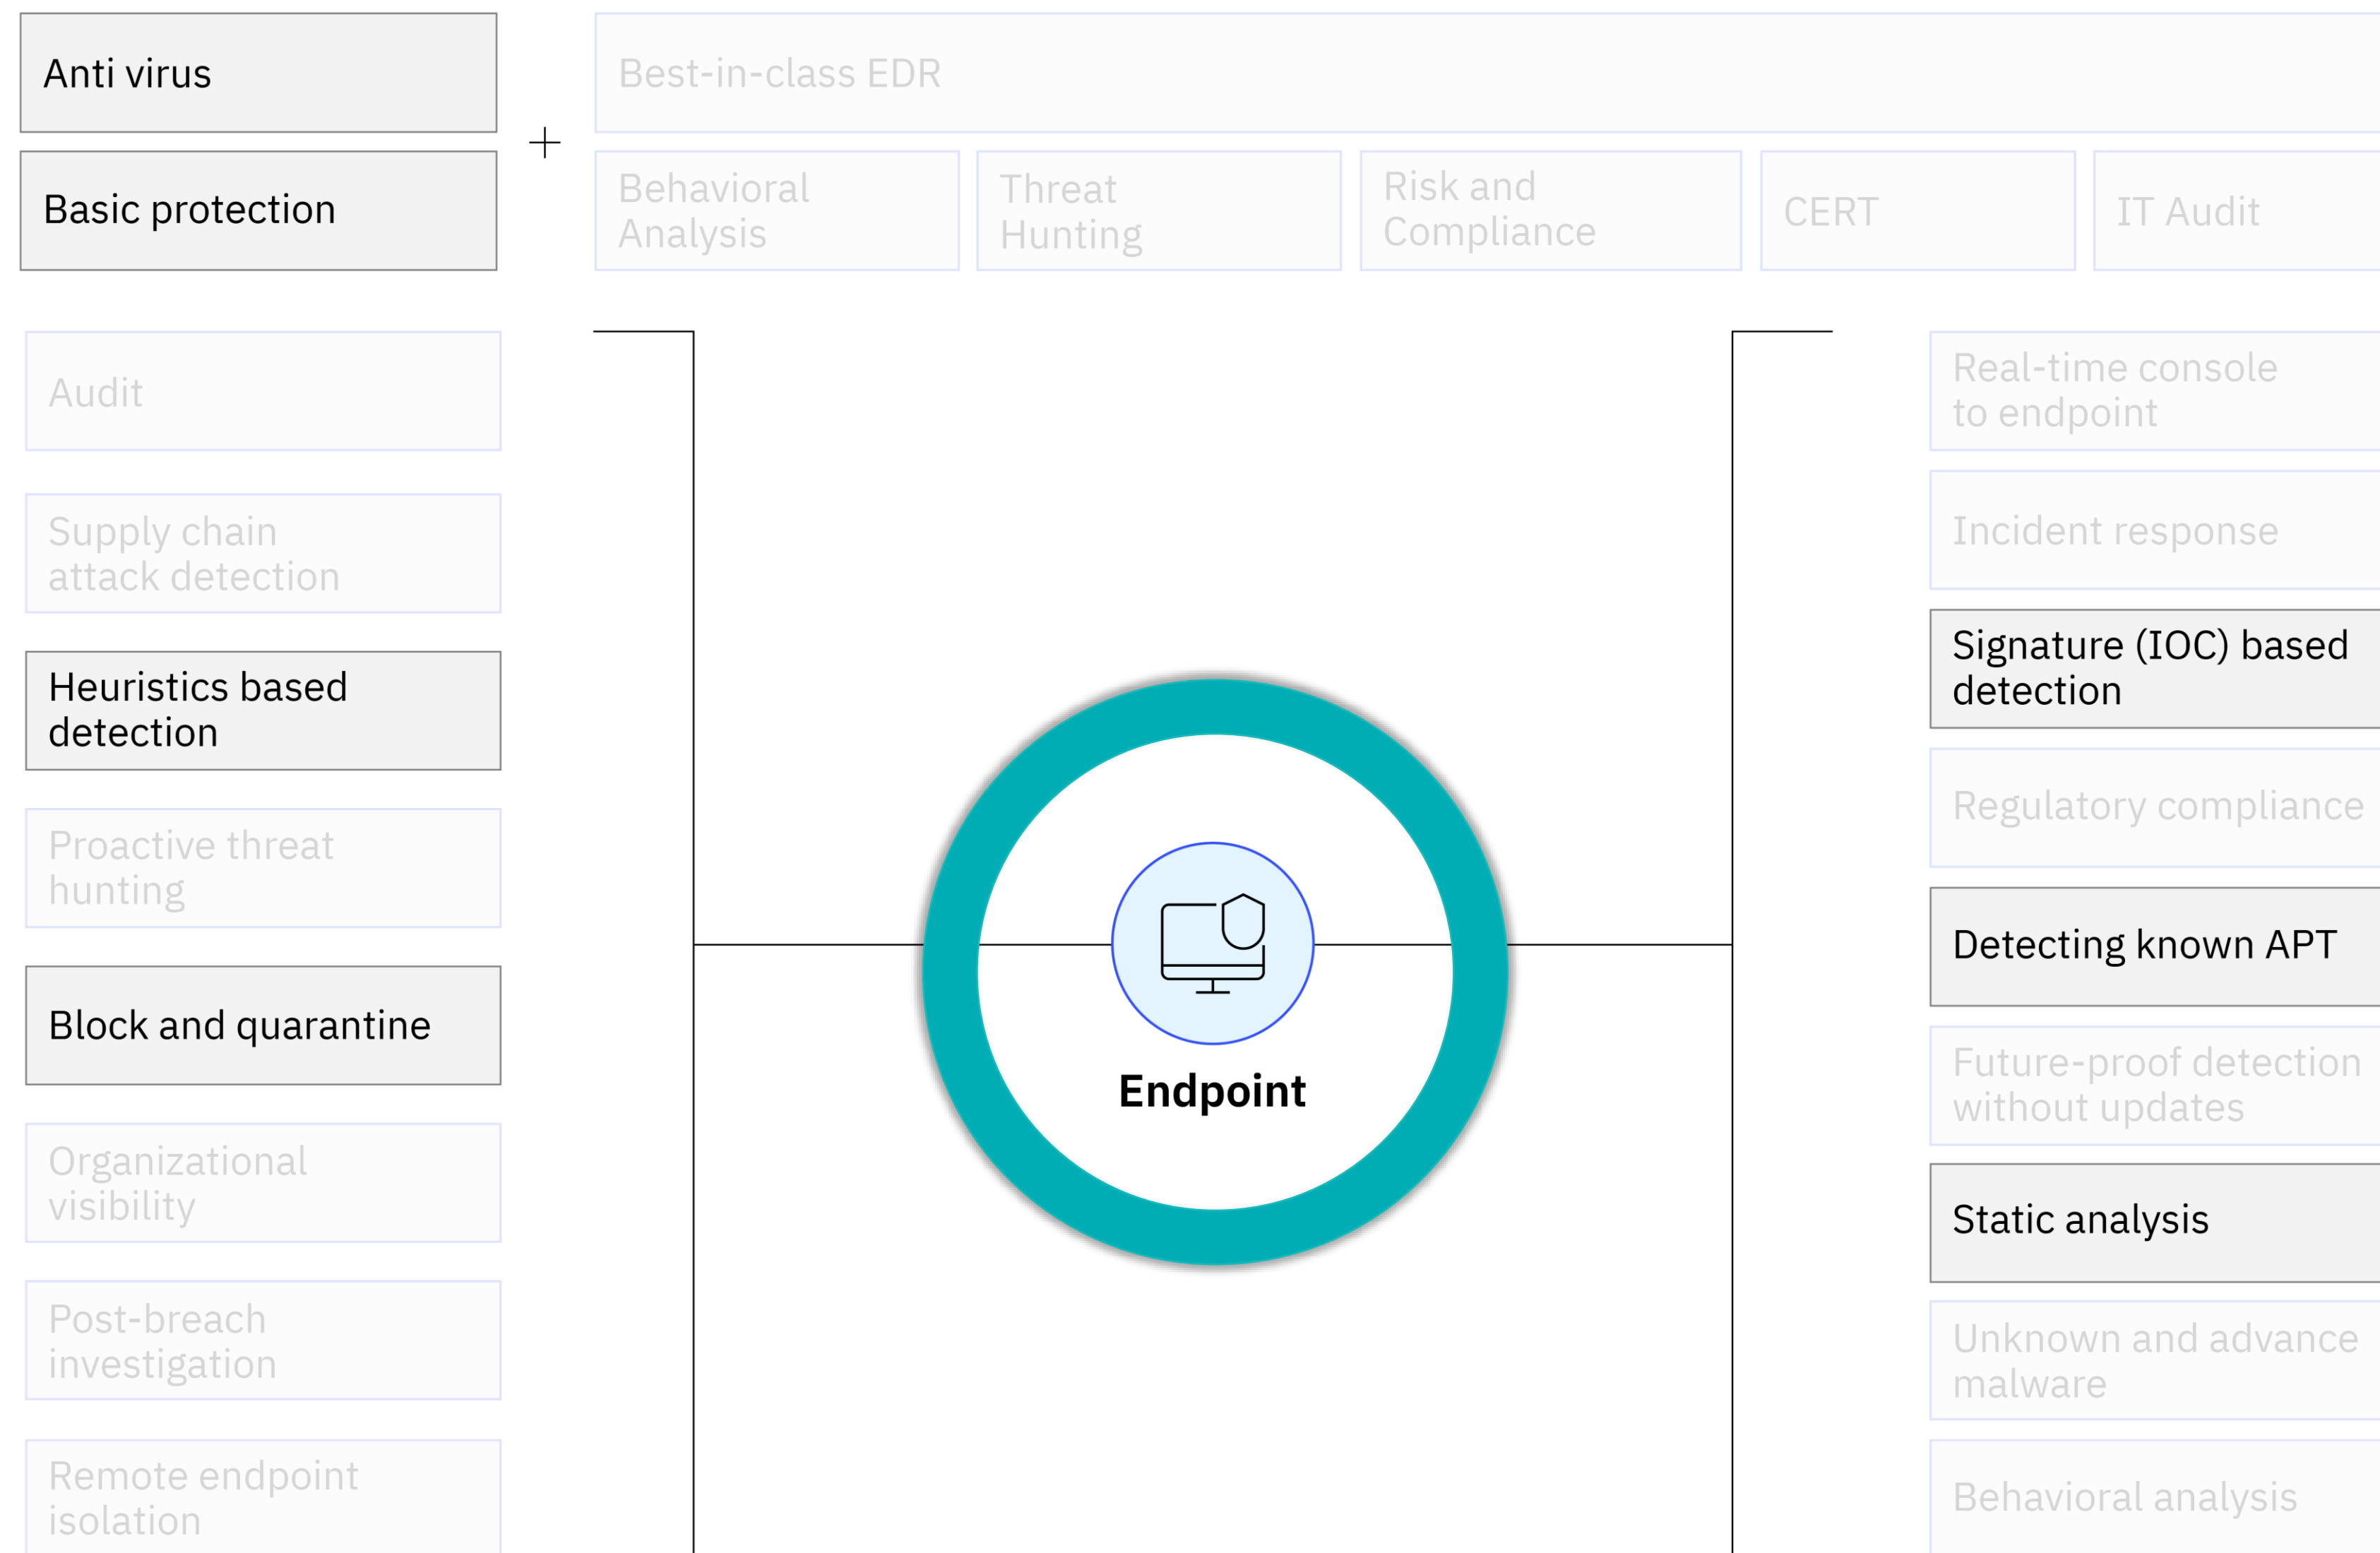 Anti virus
Best-in-class EDR
Basic protection
Behavioral
Analysis
Threat
Hunting
Risk and
Compliance
CERT
IT Audit
Audit
Supply chain
attack detection
Heuristics based
detection
Proactive threat
hunting
Block and quarantine
Organizational
visibility
Post-breach
investigation
Remote endpoint
isolation
Endpoint
Real-time console
to endpoint
Incident response
Signature (IOC) based
detection
Regulatory compliance
Detecting known APT
Future-proof detection
without updates
Static analysis
Unknown and advance
malware
Behavioral analysis